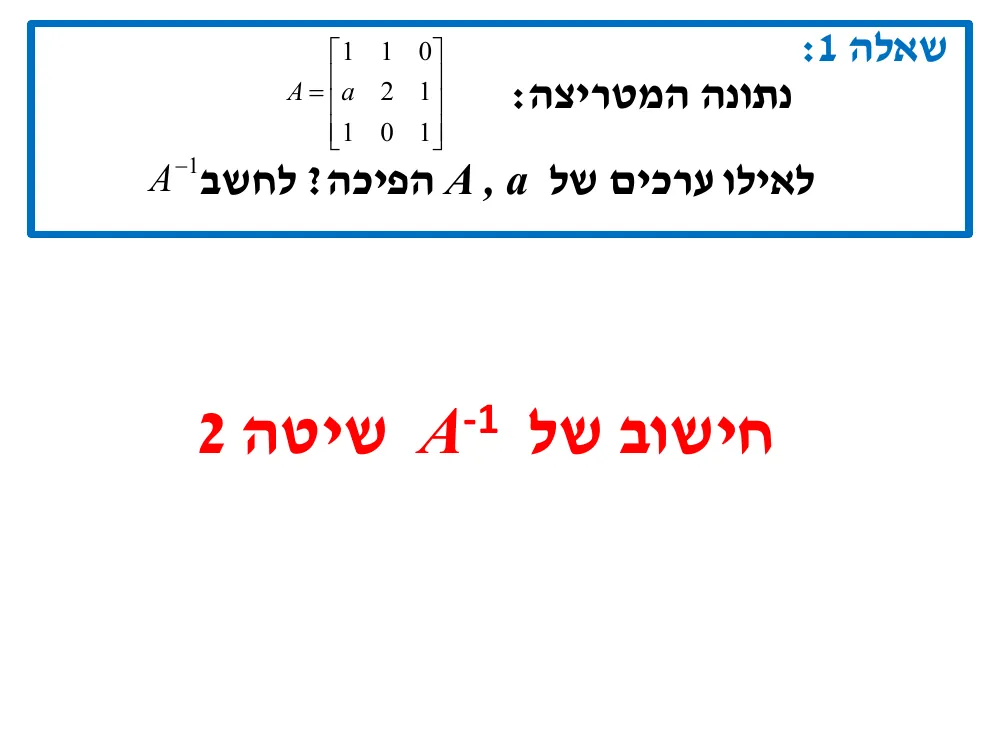 שאלה 1:
נתונה המטריצה: A = [1 1 0
a 2 1
1 0 1]
לאילו ערכים של A , a הפיכה? לחשב A⁻¹
חישוב של A⁻¹ שיטה 2